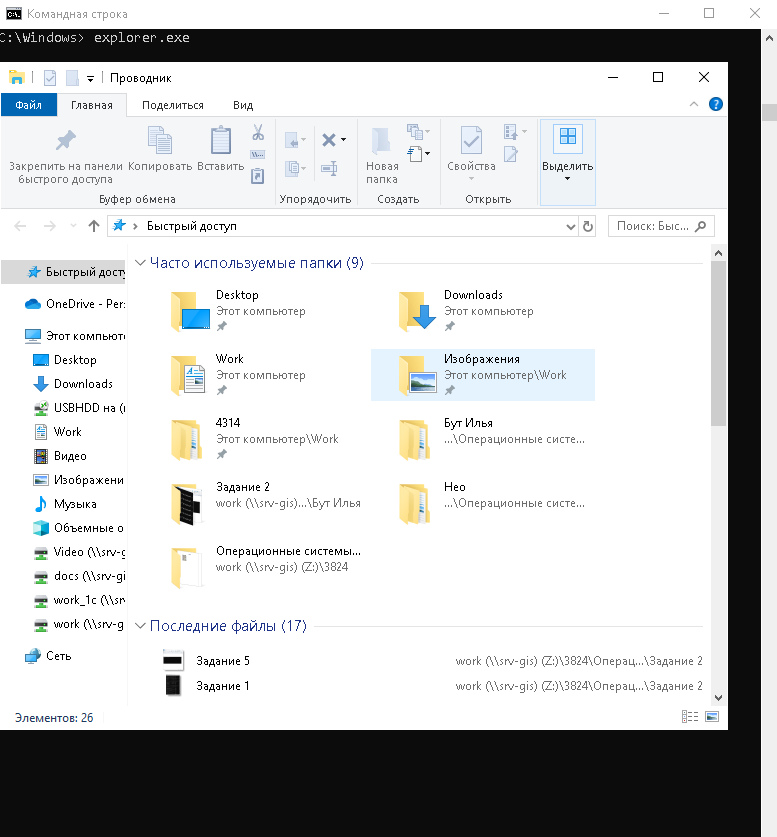 Командная строка
C:\Windows> explorer.exe
Проводник
Файл Главная Поделиться Вид
Закрепить на панели быстрого доступа
Копировать
Вставить
Буфер обмена
Упорядочить
Новая папка
Создать
Свойства
Открыть
Выделить
Быстрый доступ
Поиск: Быс...
Быстрый досту
OneDrive - Pers
Этот компьюте
Desktop
Downloads
USBHDD на (
Work
Видео
Изображени
Музыка
Объемные о
Video (\\srv-g
docs (\\srv-gi
work_1c (\\srv
work (\\srv-g
Сеть
Часто используемые папки (9)
Desktop
Этот компьютер
Downloads
Этот компьютер
Work
Этот компьютер
Изображения
Этот компьютер\Work
4314
Этот компьютер\Work
Бут Илья
...\Операционные систе...
Задание 2
work (\\srv-gis)...\Бут Илья
Нео
...\Операционные систе...
Операционные системы...
work (\\srv-gis) (Z:)\3824
Последние файлы (17)
Задание 5 work (\\srv-gis) (Z:)\3824\Операц...\Задание 2
Задание 1 work (\\srv-gis) (Z:)\3824\Операц...\Задание 2
Элементов: 26